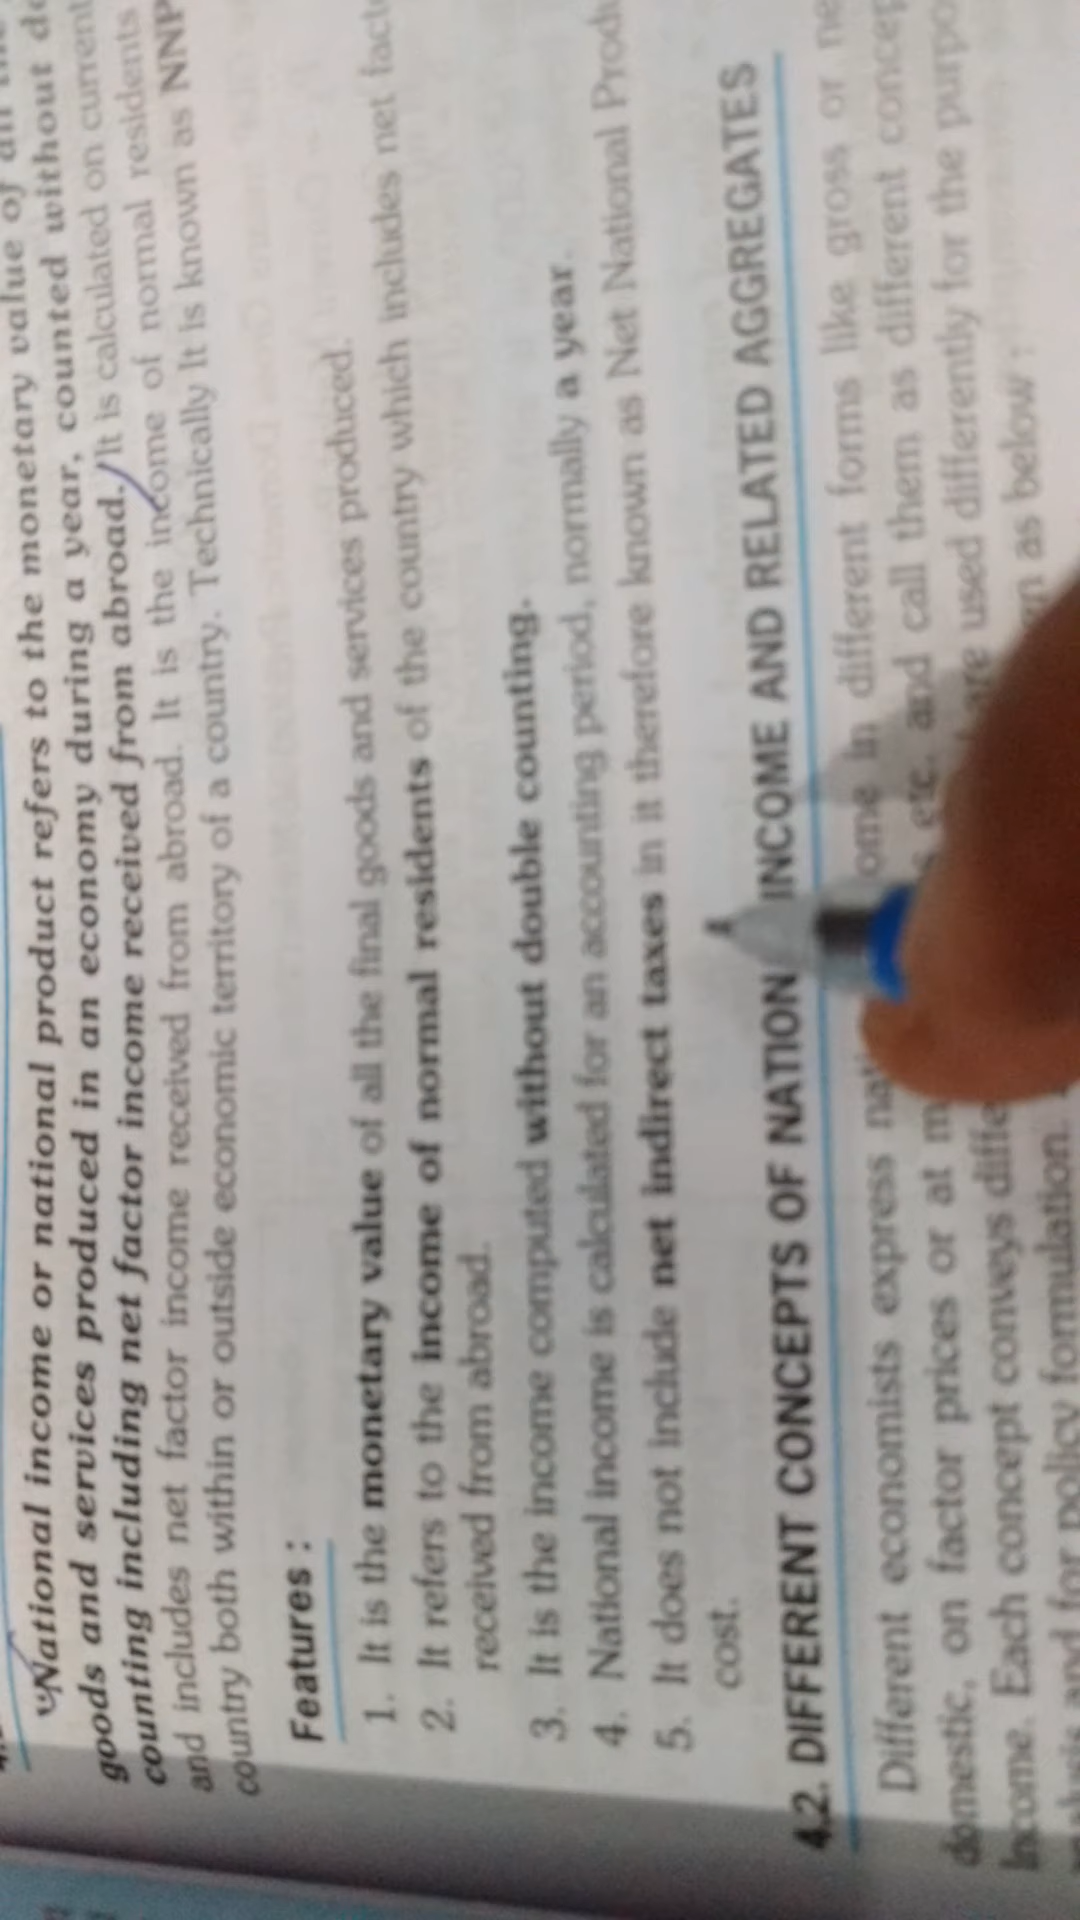 National income or national product refers to the monetary value of all
goods and services produced in an economy during a year, counted without
counting including net factor income received from abroad. It is calculated on current
and includes net factor income received from abroad. It is the income of normal residents
country both within or outside economic territory of a country. Technically It is known as NNP
Features :
1. It is the monetary value of all the final goods and services produced.
2. It refers to the income of normal residents of the country which includes net
received from abroad.
3. It is the income computed without double counting.
4. National income is calculated for an accounting period, normally a year.
5. It does not include net indirect taxes in it therefore known as Net National
cost.
4.2. DIFFERENT CONCEPTS OF NATION INCOME AND RELATED AGGREGATES
Different economists express in different forms like gross or
domestic, on factor prices or at etc. and call them as different
Income. Each concept conveys used differently for the
and for policy formulation. as below :